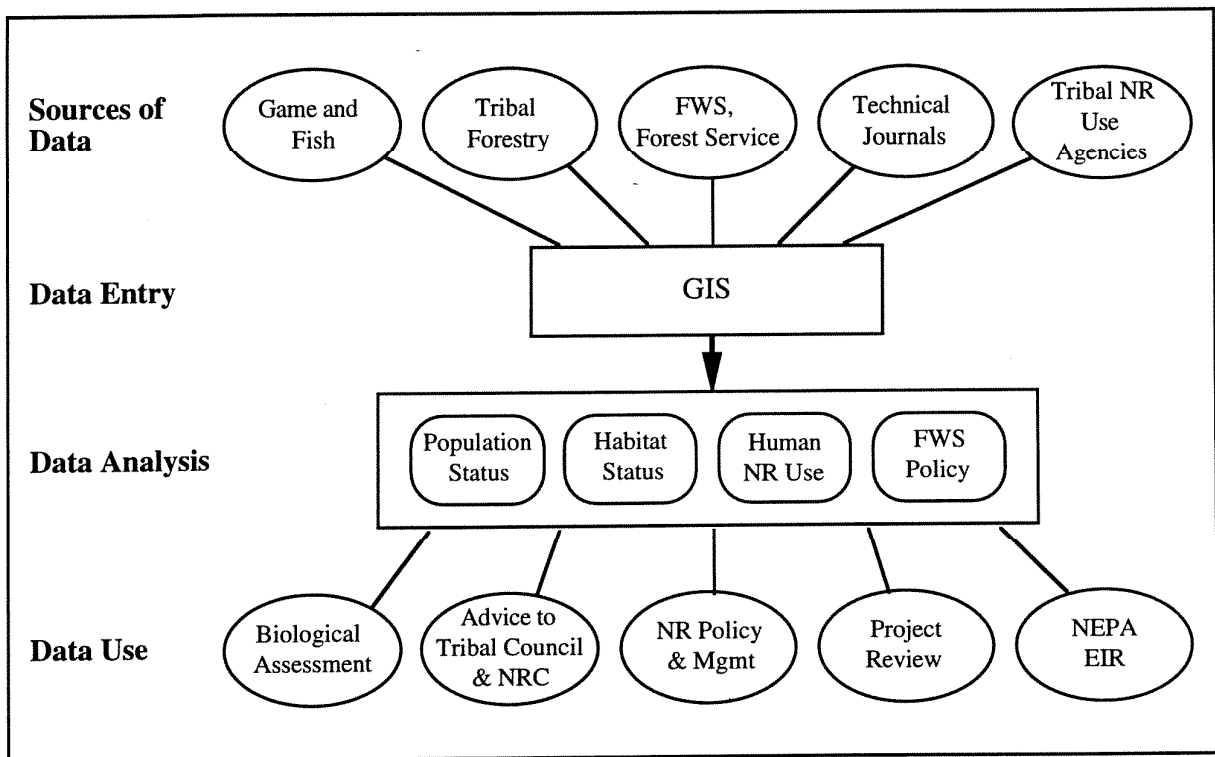 Sources of
Data
Game and
Fish
Tribal
Forestry
FWS,
Forest Service
Technical
Journals
Tribal NR
Use
Agencies
Data Entry
GIS
Data Analysis
Population
Status
Habitat
Status
Human
NR Use
FWS
Policy
Data Use
Biological
Assessment
Advice to
Tribal Council
& NRC
NR Policy
& Mgmt
Project
Review
NEPA
EIR